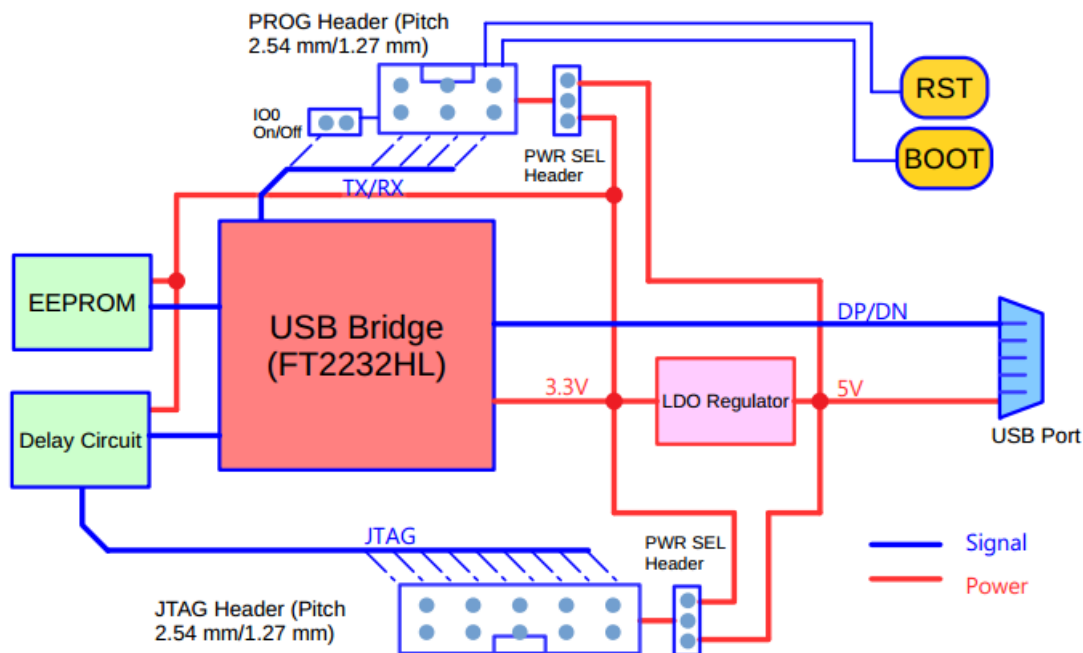 PROG Header (Pitch
2.54 mm/1.27 mm)
RST
IO0
On/Off
BOOT
PWR SEL
Header
TX/RX
EEPROM
USB Bridge
(FT2232HL)
DP/DN
3.3V
LDO Regulator
5V
USB Port
Delay Circuit
JTAG
PWR SEL
Header
Signal
Power
JTAG Header (Pitch
2.54 mm/1.27 mm)